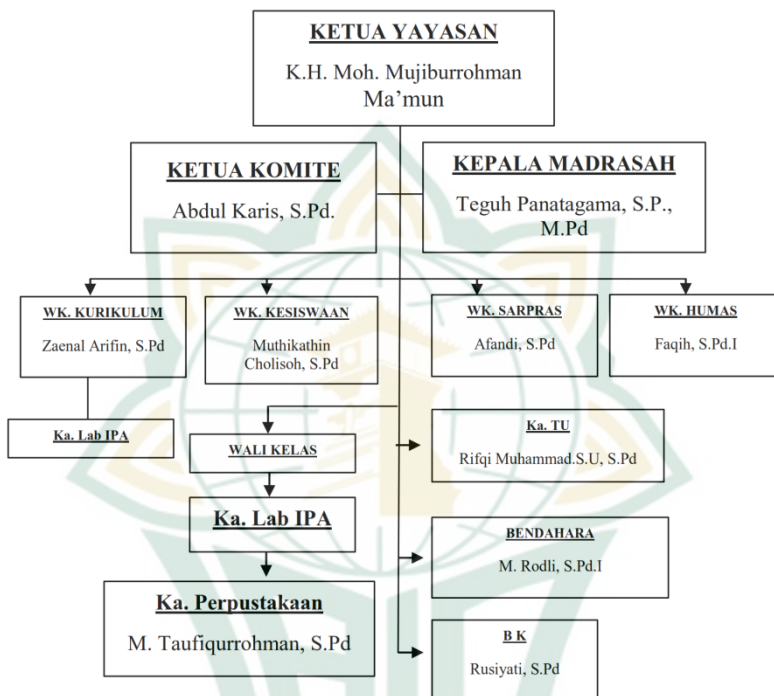 KETUA YAYASAN
K.H. Moh. Mujiburrohman
Ma’mun
KETUA KOMITE
Abdul Karis, S.Pd.
KEPALA MADRASAH
Teguh Panatagama, S.P.,
M.Pd
WK. KURIKULUM
Zaenal Arifin, S.Pd
WK. KESISWAAN
Muthikathin
Cholisoh, S.Pd
WK. SARPRAS
Afandi, S.Pd
WK. HUMAS
Faqih, S.Pd.I
Ka. Lab IPA
WALI KELAS
Ka. TU
Rifqi Muhammad.S.U, S.Pd
Ka. Lab IPA
BENDAHARA
M. Rodli, S.Pd.I
Ka. Perpustakaan
M. Taufiqurrohman, S.Pd
B K
Rusiyati, S.Pd